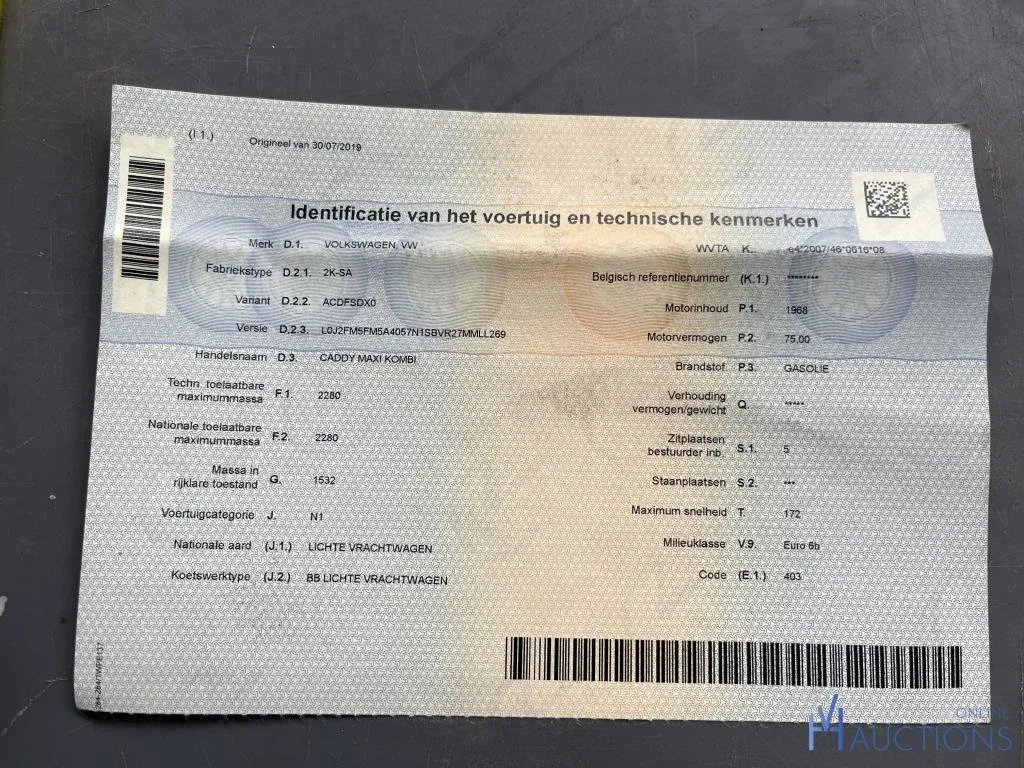 (I 1.) Origineel van 30/07/2019
Identificatie van het voertuig en technische kenmerken
Merk D.1. VOLKSWAGEN, VW
Fabriekstype D.2.1. 2K-SA
Variant D.2.2. ACDFSDX0
Versie D.2.3. L0J2FM5FM5A4057N1SBVR27MMLL269
Handelsnaam D.3. CADDY MAXI KOMBI
Techn. toelaatbare
maximummassa F.1. 2280
Nationale toelaatbare
maximummassa F.2. 2280
Massa in
rijklare toestand G. 1532
Voertuigcategorie J. N1
Nationale aard (J.1.) LICHTE VRACHTWAGEN
Koetswerktype (J.2.) BB LICHTE VRACHTWAGEN
WVTA K. e4*2007/46*0616*08
Belgisch referentienummer (K.1.) ********
Motorinhoud P.1. 1968
Motorvermogen P.2. 75.00
Brandstof P.3. GASOLIE
Verhouding
vermogen/gewicht Q. *****
Zitplaatsen
bestuurder inb. S.1. 5
Staanplaatsen S.2. ***
Maximum snelheid T. 172
Milieuklasse V.9. Euro 6b
Code (E.1.) 403
ONLINE
AUCTIONS